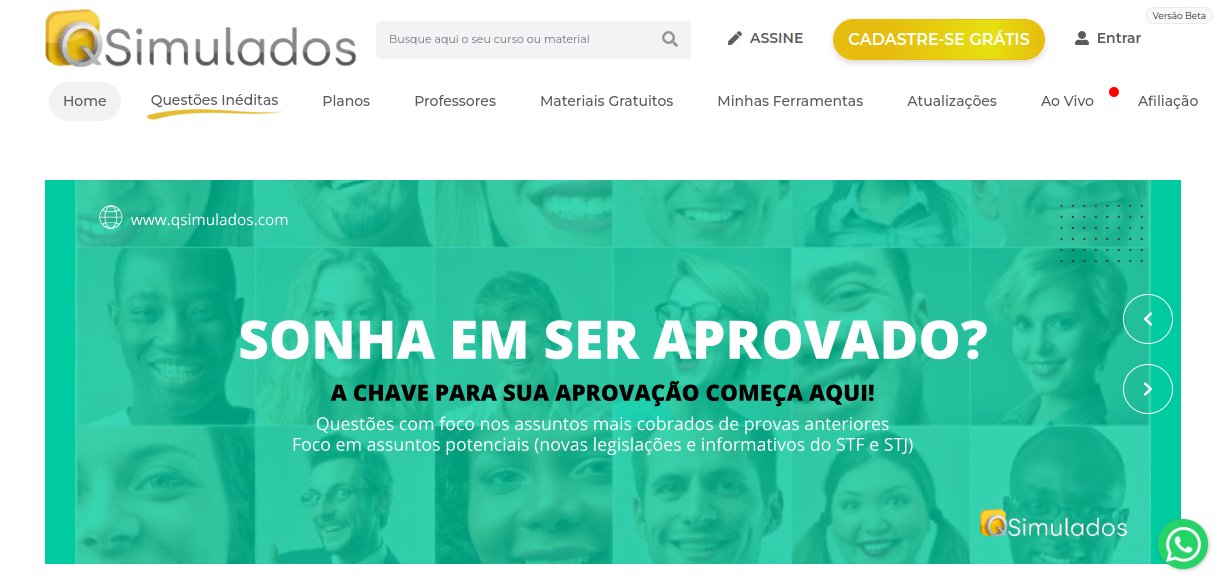 Versão Beta
QSimulados
Busque aqui o seu curso ou material
ASSINE
CADASTRE-SE GRÁTIS
Entrar
Home
Questões Inéditas
Planos
Professores
Materiais Gratuitos
Minhas Ferramentas
Atualizações
Ao Vivo
Afiliação
www.qsimulados.com
SONHA EM SER APROVADO?
A CHAVE PARA SUA APROVAÇÃO COMEÇA AQUI!
Questões com foco nos assuntos mais cobrados de provas anteriores
Foco em assuntos potenciais (novas legislações e informativos do STF e STJ)
QSimulados